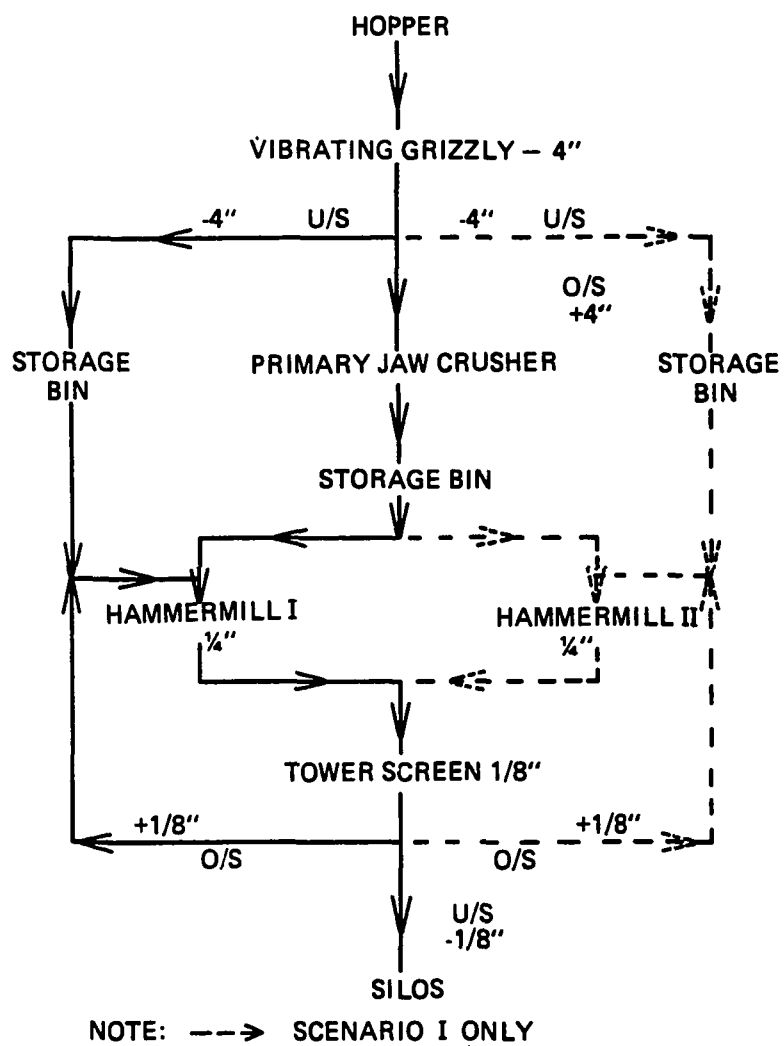 HOPPER
VIBRATING GRIZZLY – 4"
-4" U/S -4" U/S
O/S
+4"
STORAGE
BIN
PRIMARY JAW CRUSHER
STORAGE
BIN
STORAGE BIN
HAMMERMILL I
¼"
HAMMERMILL II
¼"
TOWER SCREEN 1/8"
+1/8"
O/S
+1/8"
O/S
U/S
-1/8"
SILOS
NOTE: SCENARIO I ONLY